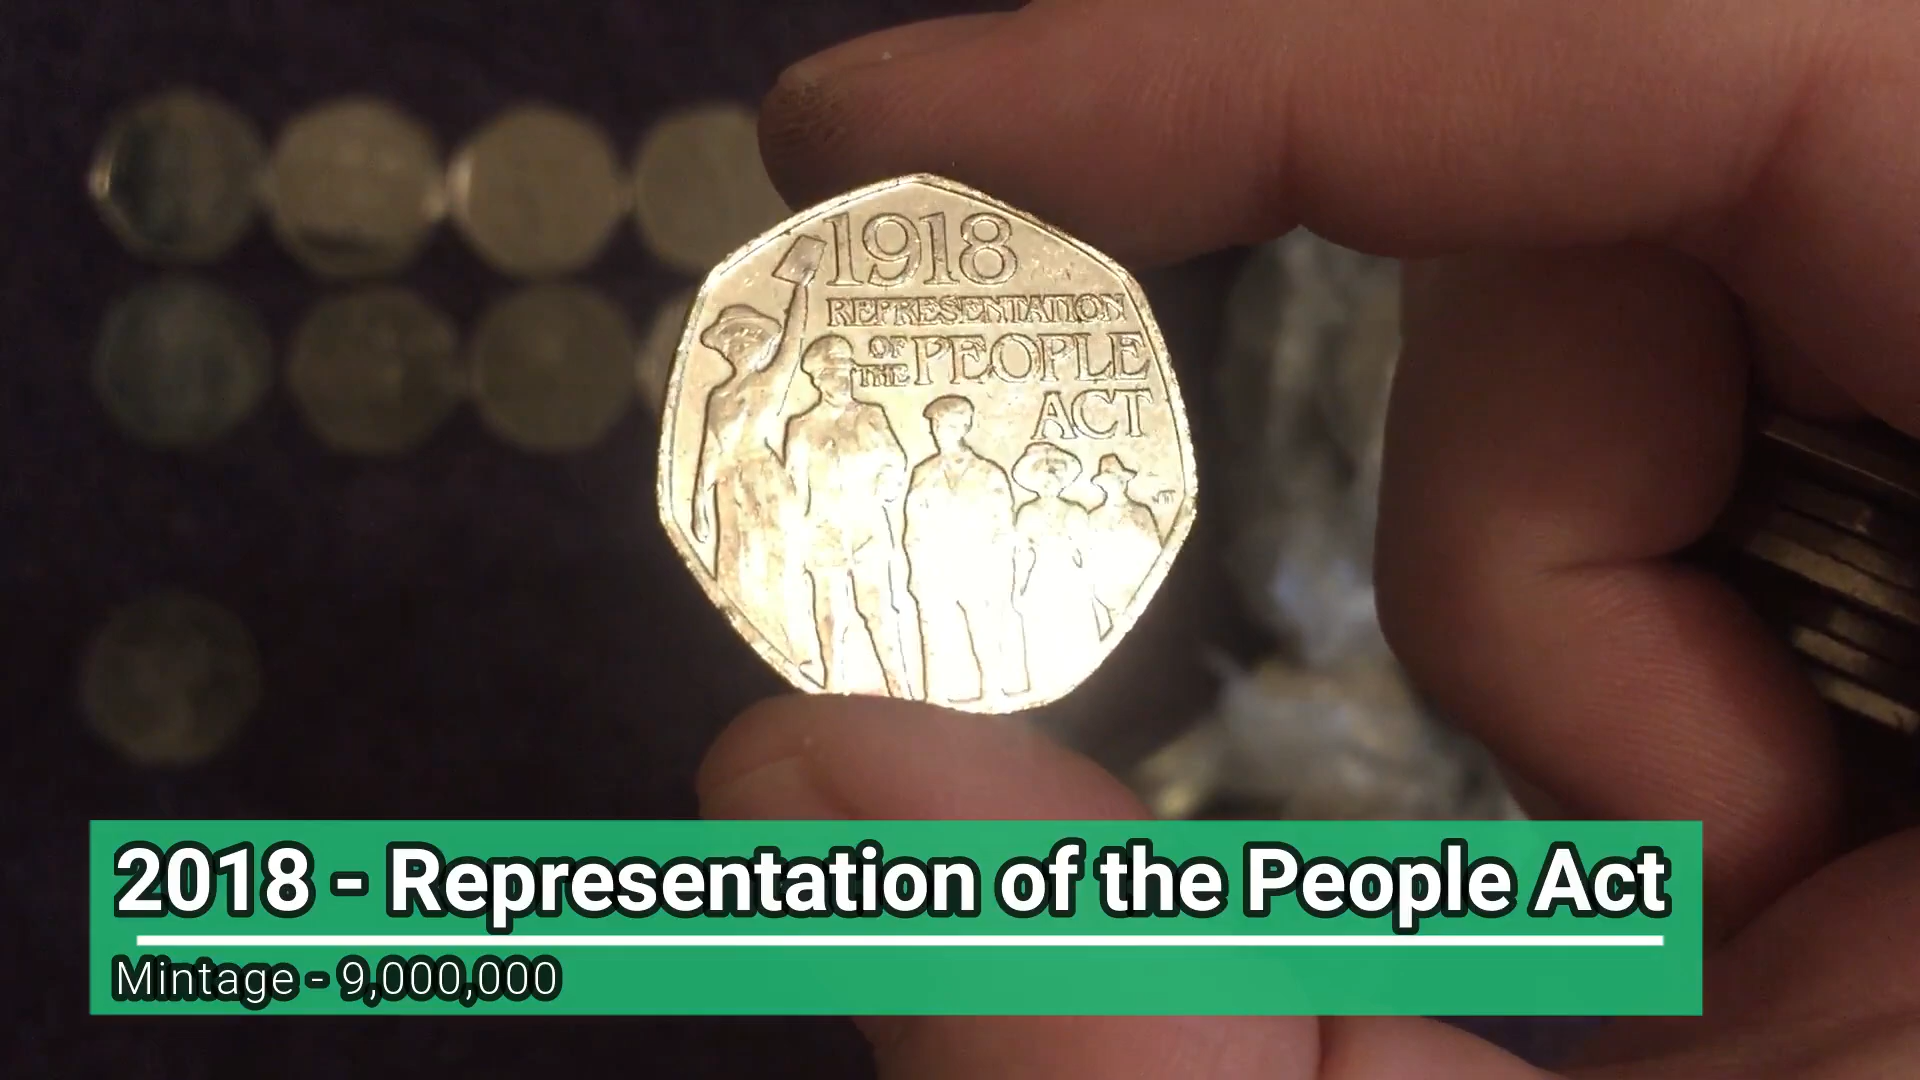 1918
REPRESENTATION
OF
THE PEOPLE
ACT
2018 - Representation of the People Act
Mintage - 9,000,000